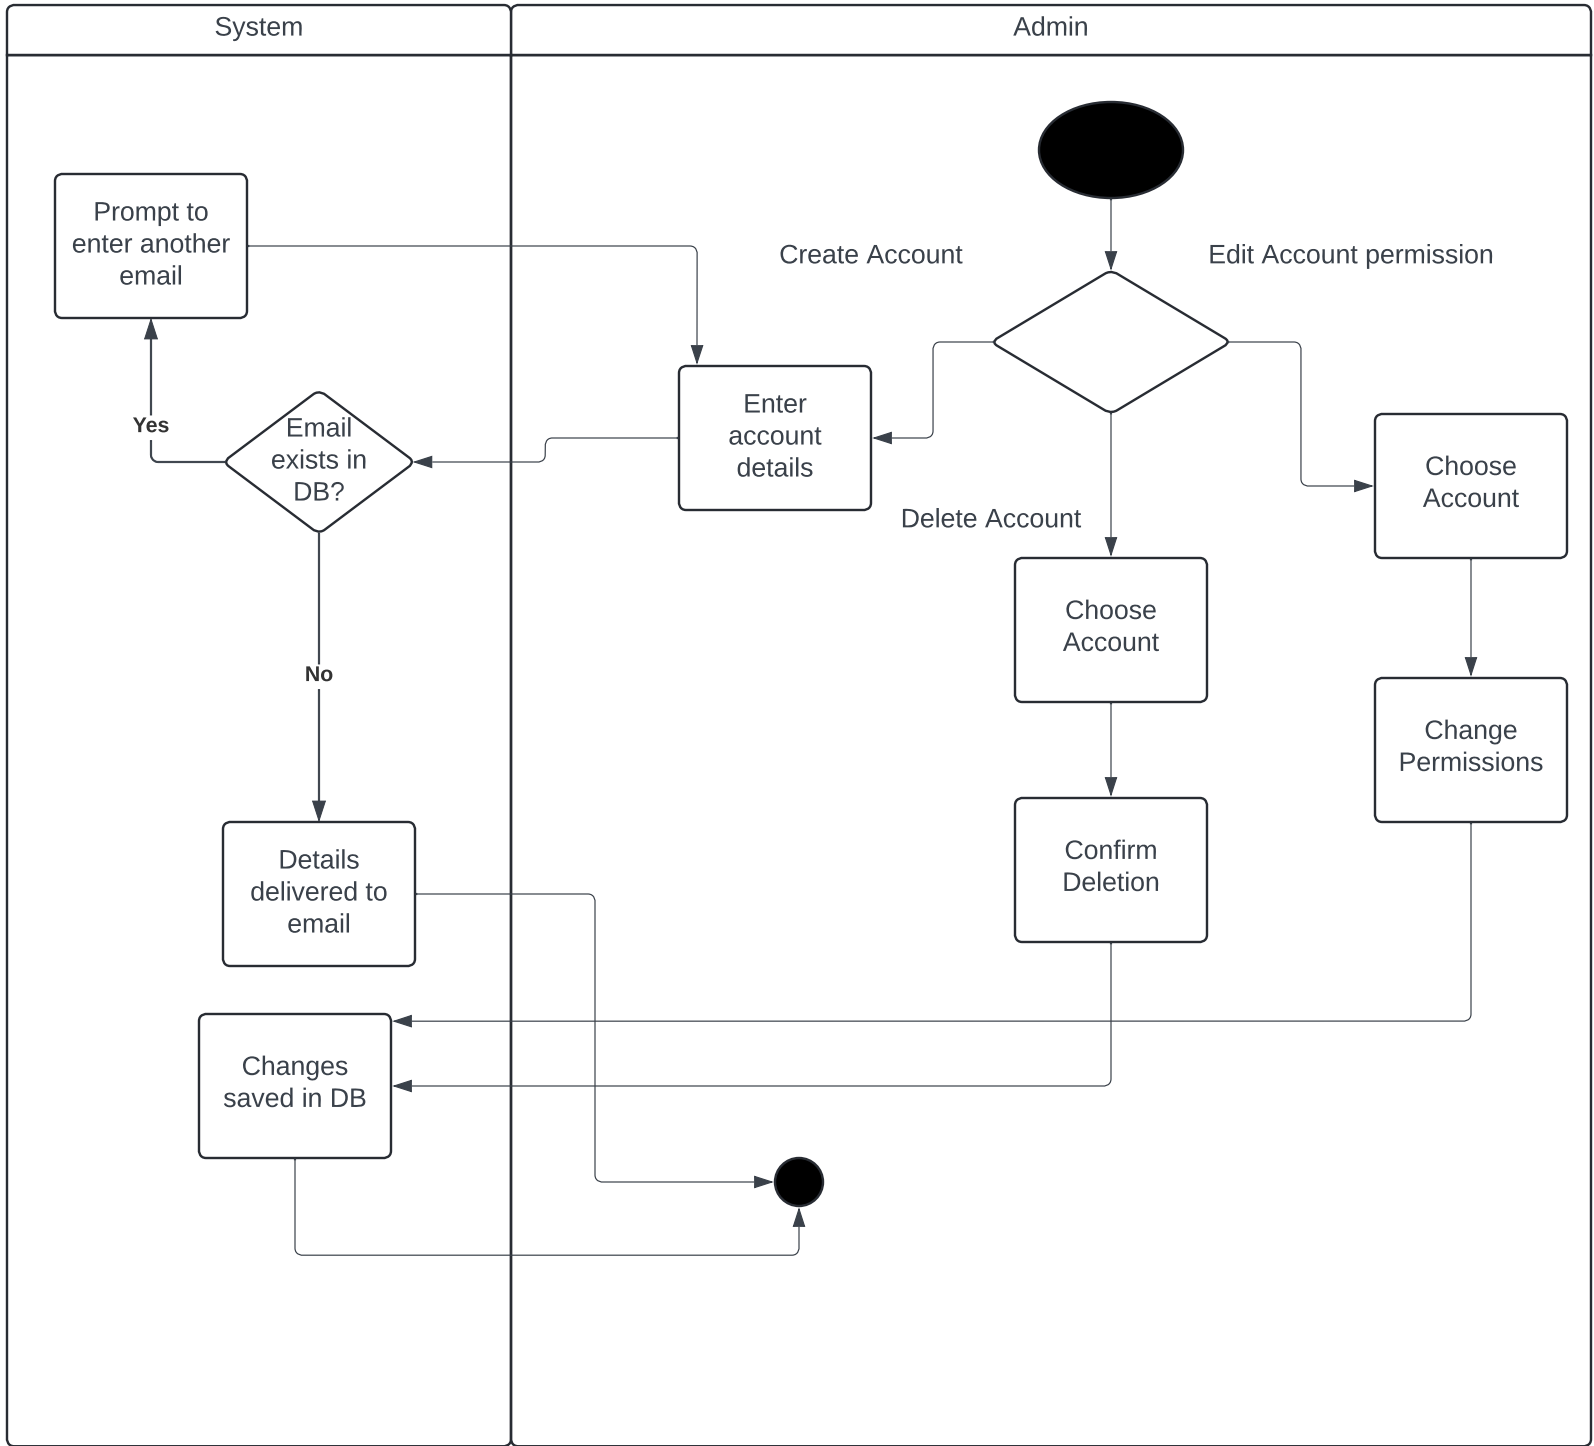 System
Admin
Prompt to
enter another
email
Create Account
Edit Account permission
Yes
Email
exists in
DB?
Enter
account
details
Choose
Account
Delete Account
Choose
Account
No
Change
Permissions
Details
delivered to
email
Confirm
Deletion
Changes
saved in DB